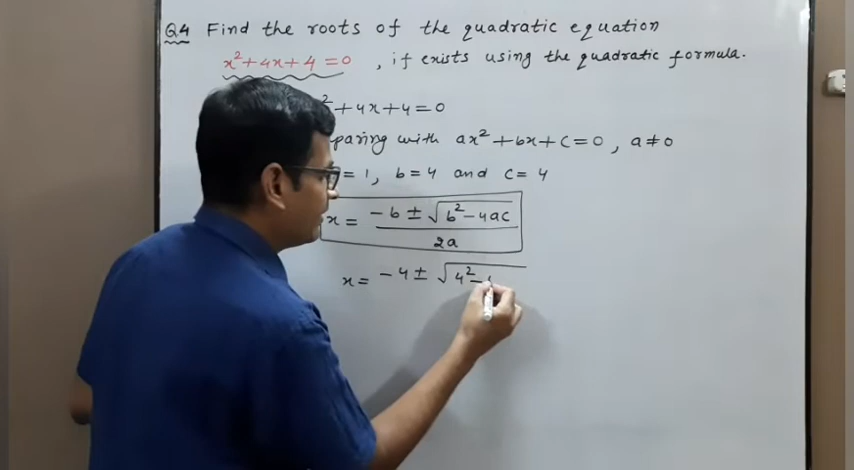 Q4 Find the roots of the quadratic equation
x²+4x+4=0 , if exists using the quadratic formula.
²+4x+4=0
paring with ax²+bx+c=0, a≠0
=1, b=4 and c=4
x = -b ± √b²-4ac / 2a
x = -4 ± √4²-